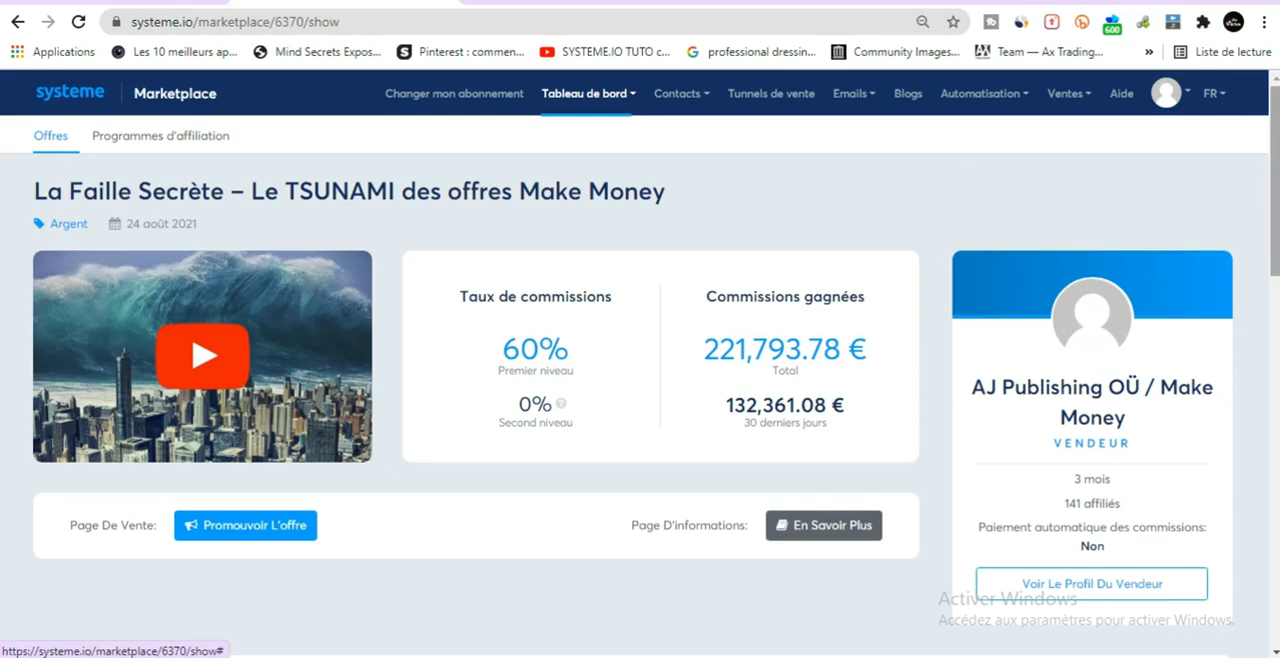 systeme.io/marketplace/6370/show
600
Applications
Les 10 meilleurs ap...
Mind Secrets Expos...
Pinterest : commen...
SYSTEME.IO TUTO c...
professional dressin...
Community Images...
Team — Ax Trading...
»
Liste de lecture
systeme
Marketplace
Changer mon abonnement
Tableau de bord
Contacts
Tunnels de vente
Emails
Blogs
Automatisation
Ventes
Aide
FR
Offres
Programmes d'affiliation
La Faille Secrète – Le TSUNAMI des offres Make Money
Argent
24 août 2021
Taux de commissions
60%
Premier niveau
0%
Second niveau
Commissions gagnées
221,793.78 €
Total
132,361.08 €
30 derniers jours
AJ Publishing OÜ / Make
Money
VENDEUR
3 mois
141 affiliés
Paiement automatique des commissions:
Non
Voir Le Profil Du Vendeur
Page De Vente:
Promouvoir L'offre
Page D'informations:
En Savoir Plus
Activer Windows
Accédez aux paramètres pour activer Windows.
https://systeme.io/marketplace/6370/show#